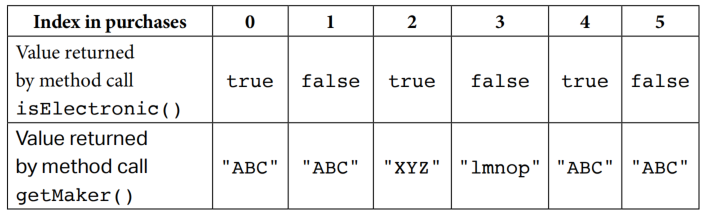 Index in purchases 0 1 2 3 4 5
Value returned
by method call
isElectronic() true false true false true false
Value returned
by method call
getMaker() "ABC" "ABC" "XYZ" "lmnop" "ABC" "ABC"